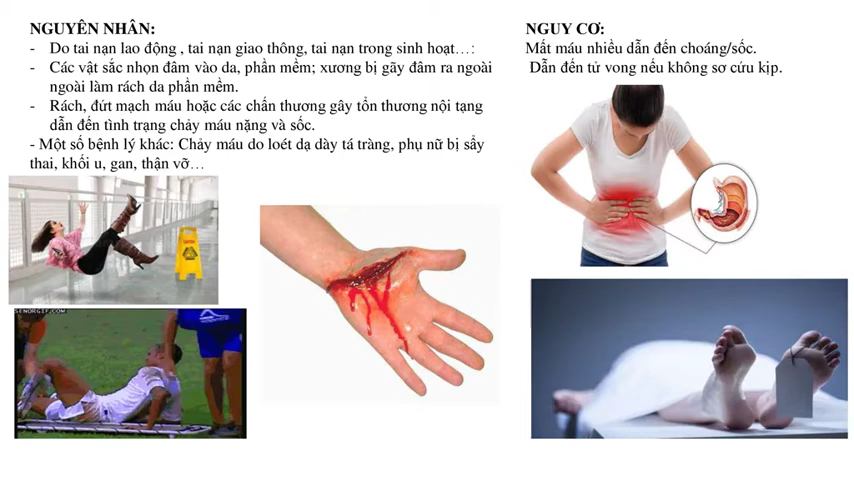 NGUYÊN NHÂN:
- Do tai nạn lao động , tai nạn giao thông, tai nạn trong sinh hoạt…:
- Các vật sắc nhọn đâm vào da, phần mềm; xương bị gãy đâm ra ngoài
ngoài làm rách da phần mềm.
- Rách, đứt mạch máu hoặc các chấn thương gây tổn thương nội tạng
dẫn đến tình trạng chảy máu nặng và sốc.
- Một số bệnh lý khác: Chảy máu do loét dạ dày tá tràng, phụ nữ bị sẩy
thai, khối u, gan, thận vỡ…
SENORGIF.COM
NGUY CƠ:
Mất máu nhiều dẫn đến choáng/sốc.
Dẫn đến tử vong nếu không sơ cứu kịp.